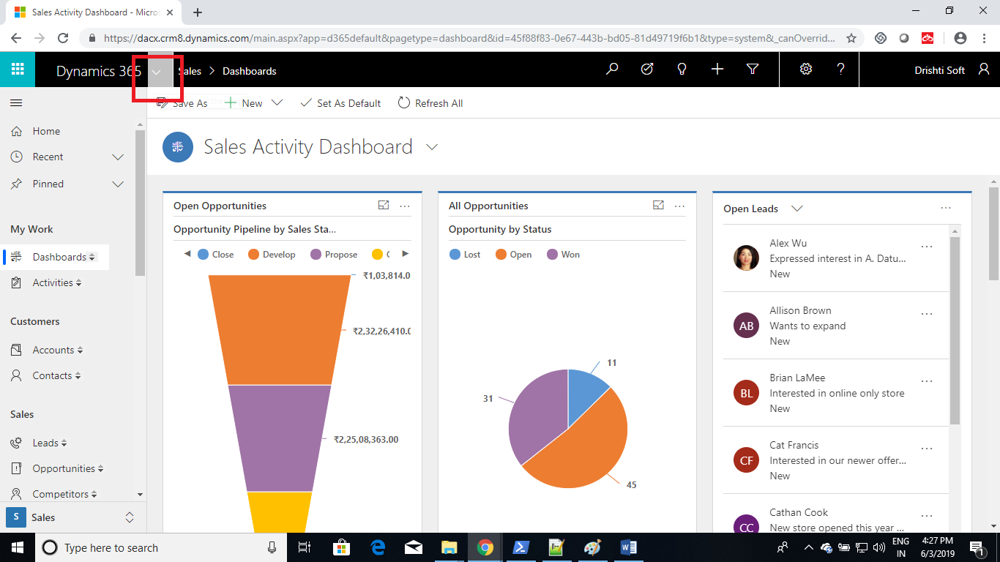 Sales Activity Dashboard - Micros
https://dacx.crm8.dynamics.com/main.aspx?app=d365default&pagetype=dashboard&id=45f88f83-0e67-443b-bd05-81d49719f6b1&type=system&_canOverrid...
Dynamics 365
Sales > Dashboards
Drishti Soft
Save As
New
Set As Default
Refresh All
Home
Recent
Pinned
My Work
Dashboards
Activities
Customers
Accounts
Contacts
Sales
Leads
Opportunities
Competitors
S Sales
Sales Activity Dashboard
Open Opportunities
Opportunity Pipeline by Sales Sta...
Close Develop Propose
₹1,03,814.0
₹2,32,26,410.0
₹2,25,08,363.00
All Opportunities
Opportunity by Status
Lost Open Won
11
31
45
Open Leads
Alex Wu
Expressed interest in A. Datu...
New
AB
Allison Brown
Wants to expand
New
BL
Brian LaMee
Interested in online only store
New
CF
Cat Francis
Interested in our newer offer...
New
CC
Cathan Cook
New store opened this year ...
Type here to search
ENG
IN
4:27 PM
6/3/2019
1